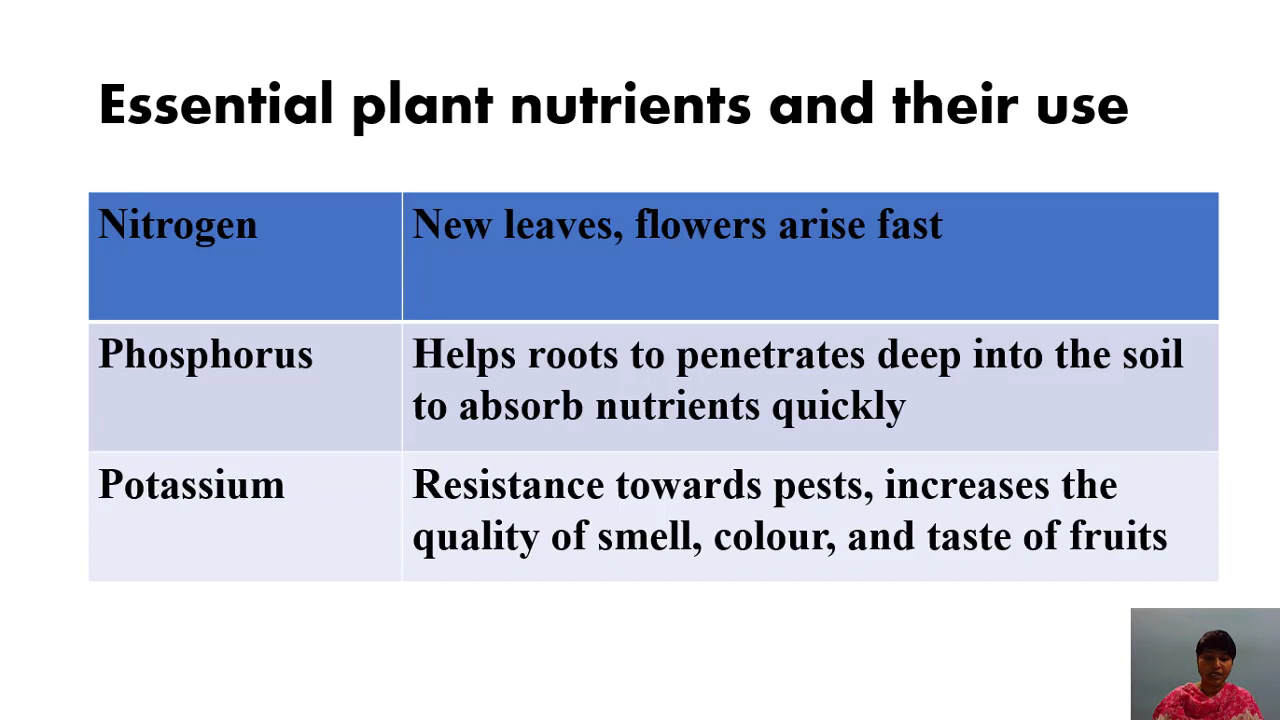 Essential plant nutrients and their use
Nitrogen
New leaves, flowers arise fast
Phosphorus
Helps roots to penetrates deep into the soil
to absorb nutrients quickly
Potassium
Resistance towards pests, increases the
quality of smell, colour, and taste of fruits